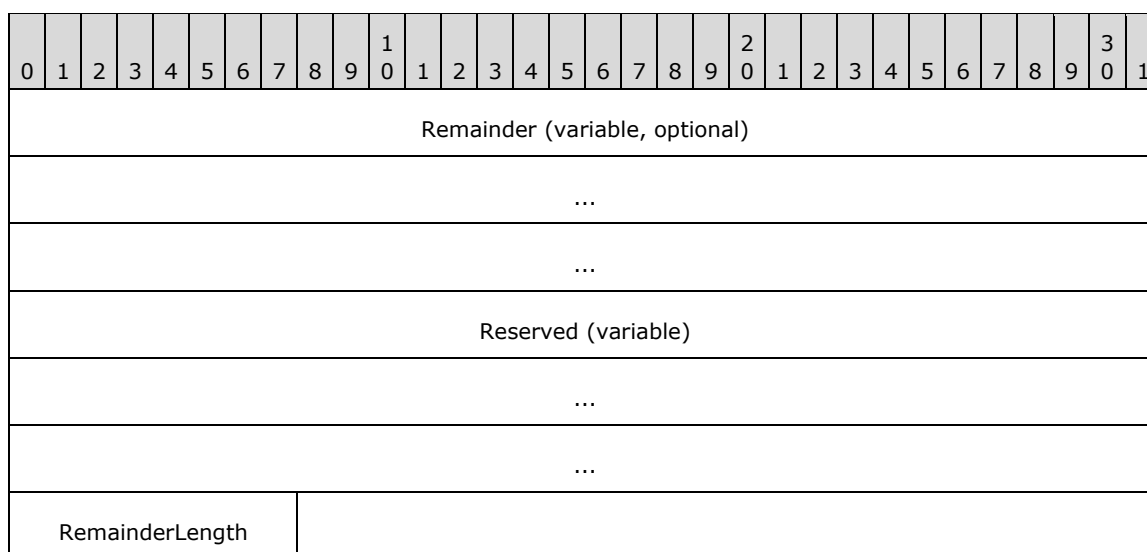 1 2 3
0 1 2 3 4 5 6 7 8 9 0 1 2 3 4 5 6 7 8 9 0 1 2 3 4 5 6 7 8 9 0 1
Remainder (variable, optional)
...
...
Reserved (variable)
...
...
RemainderLength